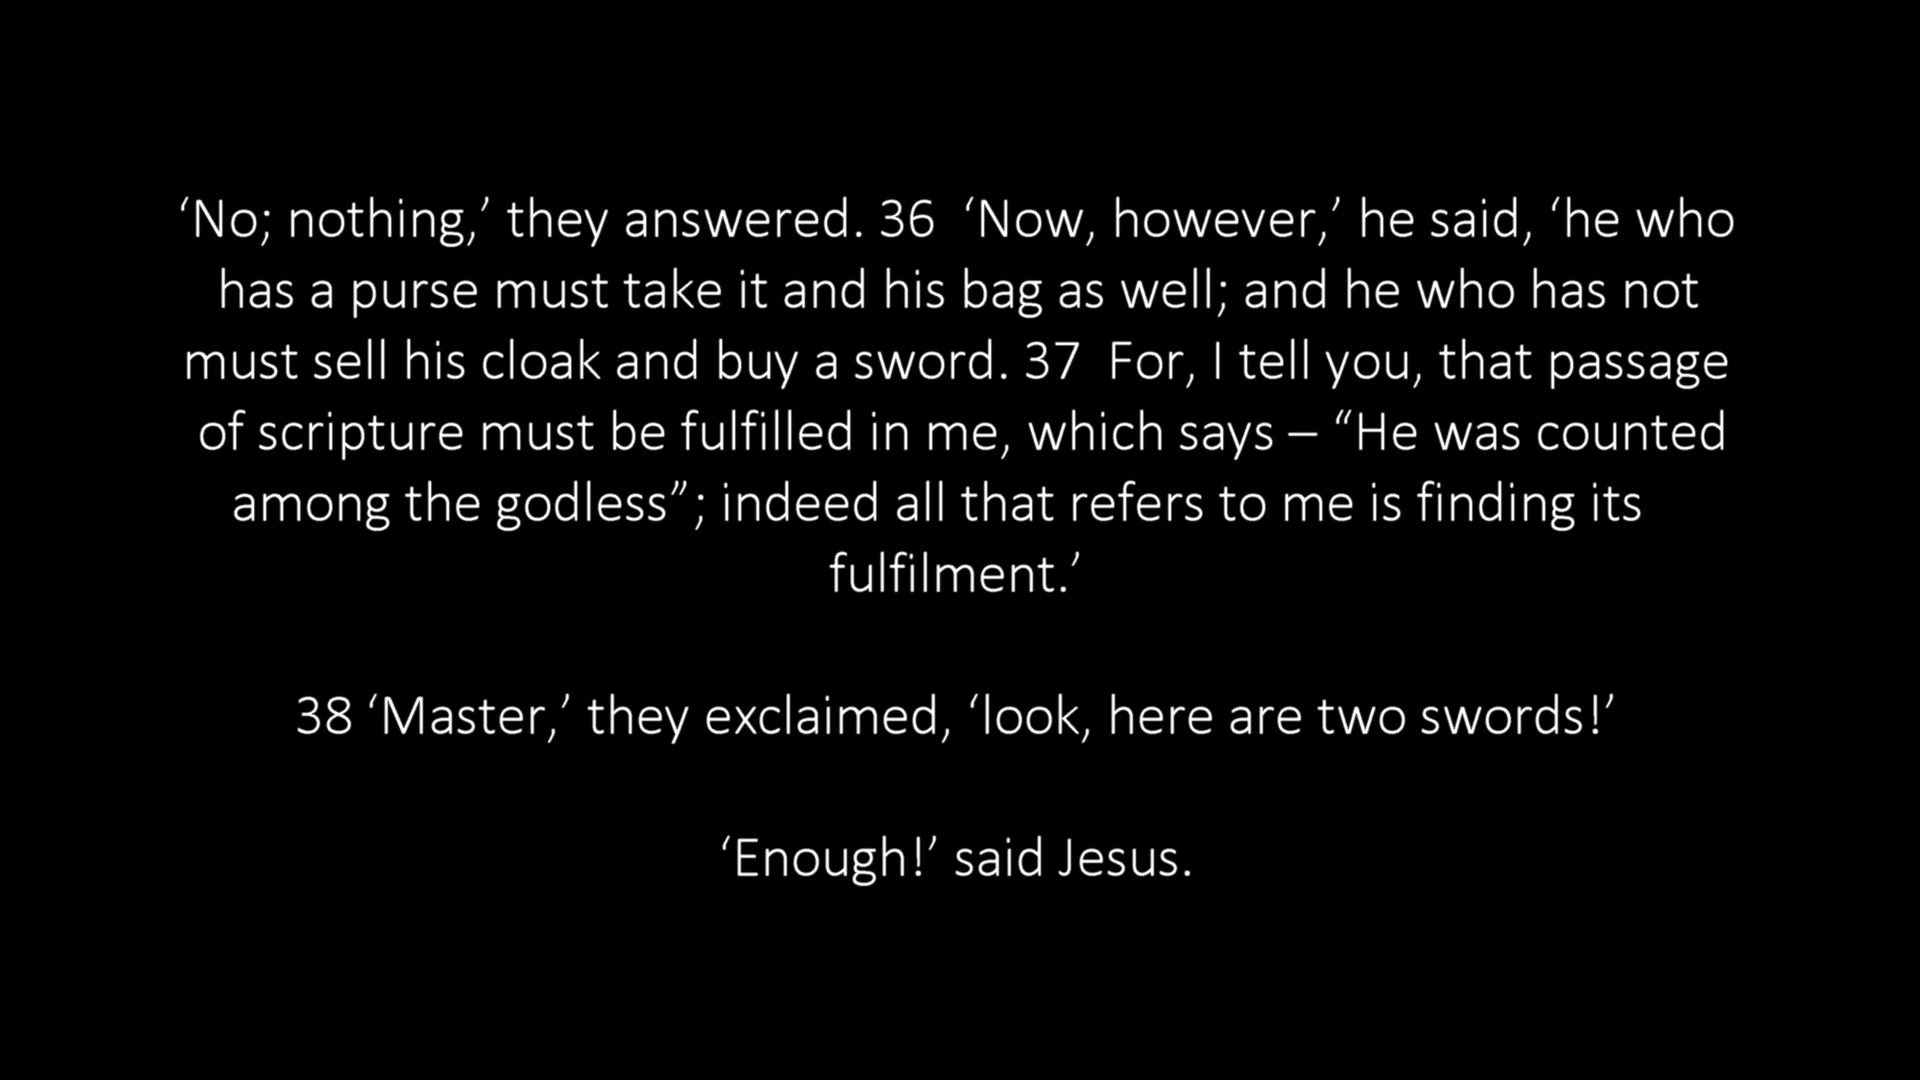 ‘No; nothing,’ they answered. 36  ‘Now, however,’ he said, ‘he who
has a purse must take it and his bag as well; and he who has not
must sell his cloak and buy a sword. 37  For, I tell you, that passage
of scripture must be fulfilled in me, which says – “He was counted
among the godless”; indeed all that refers to me is finding its
fulfilment.’
38 ‘Master,’ they exclaimed, ‘look, here are two swords!’
‘Enough!’ said Jesus.